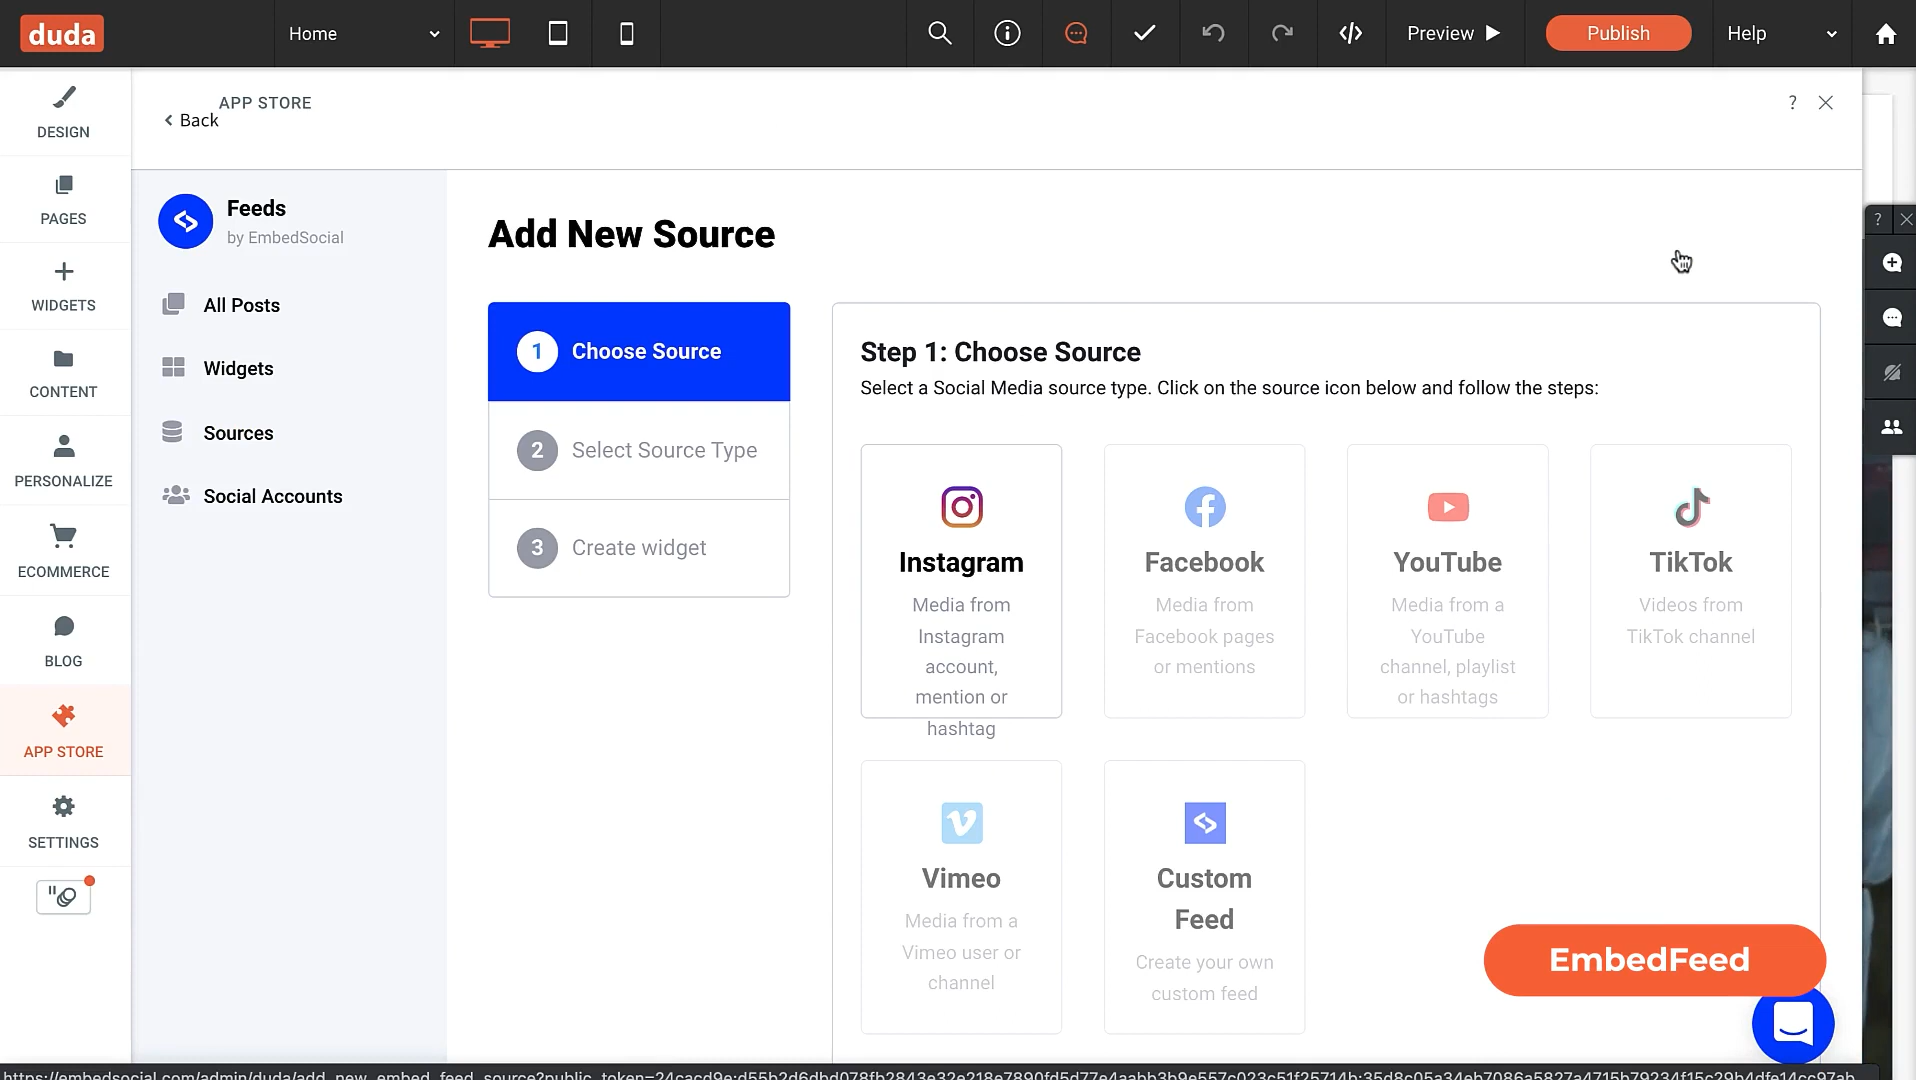 duda
Home
Preview
Publish
Help
DESIGN
PAGES
WIDGETS
CONTENT
PERSONALIZE
ECOMMERCE
BLOG
APP STORE
SETTINGS
APP STORE
Back
?
Feeds
by EmbedSocial
All Posts
Widgets
Sources
Social Accounts
Add New Source
1 Choose Source
2 Select Source Type
3 Create widget
Step 1: Choose Source
Select a Social Media source type. Click on the source icon below and follow the steps:
Instagram
Media from
Instagram
account,
mention or
hashtag
Facebook
Media from
Facebook pages
or mentions
YouTube
Media from a
YouTube
channel, playlist
or hashtags
TikTok
Videos from
TikTok channel
Vimeo
Media from a
Vimeo user or
channel
Custom
Feed
Create your own
custom feed
EmbedFeed
?